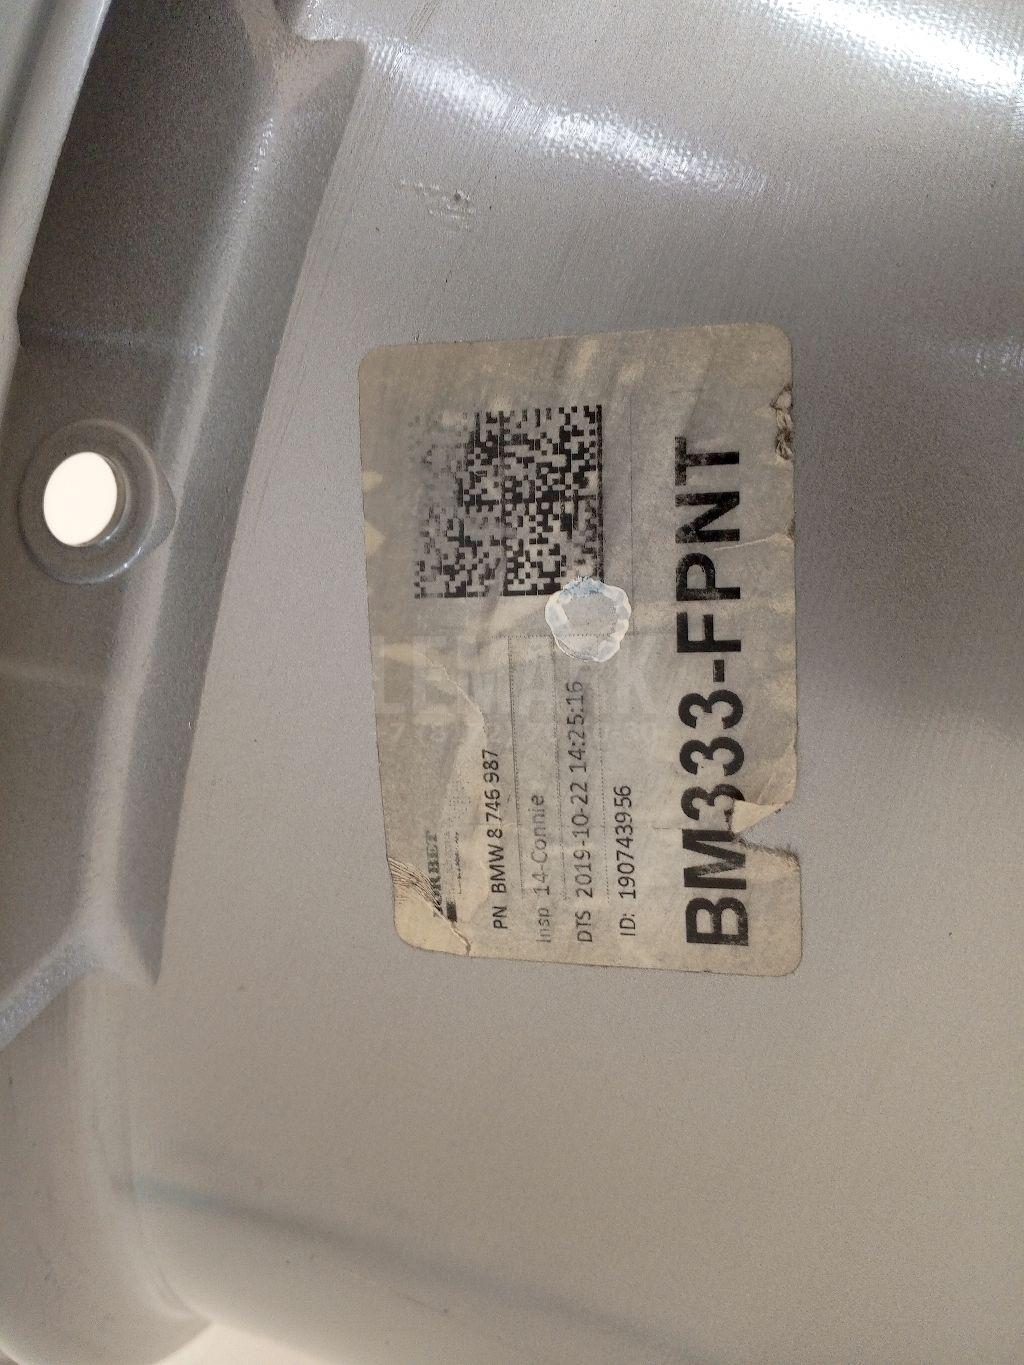 PN BMW 8 746 987
Insp 14-Connie
DTS 2019-10-22 14:25:16
ID: 190743956
BM333-FPNT
LEMARK